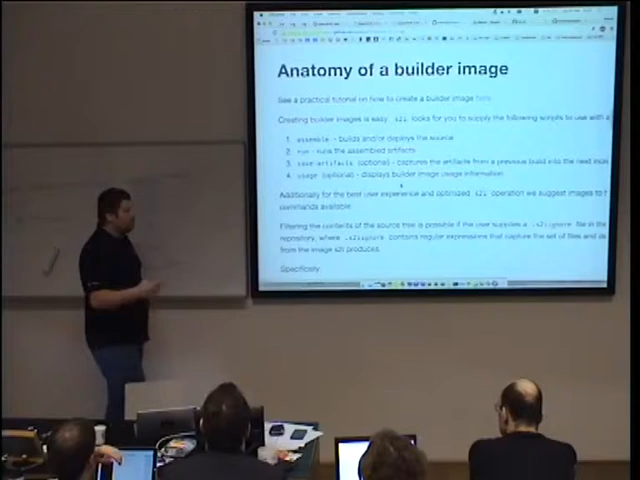 Anatomy of a builder image
See a practical tutorial on how to create a builder image here.
Creating builder images is easy. s2i looks for you to supply the following scripts to use with a
1. assemble - builds and/or deploys the source
2. run - runs the assembled artifacts
3. save-artifacts (optional) - captures the artifacts from a previous build into the next
4. usage (optional) - displays builder image usage information
Additionally for the best user experience and optimized s2i operation we suggest images to
commands available
Filtering the contents of the source tree is possible if the user supplies a .s2iignore file in the
repository, where .s2iignore contains regular expressions that capture the set of files and
from the image s2i produces.
Specifically: